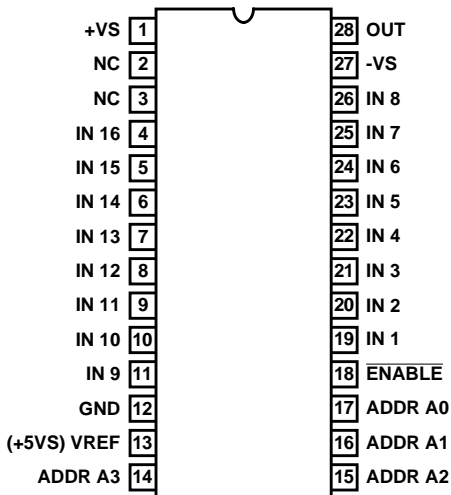 +VS 1 28 OUT
NC 2 27 -VS
NC 3 26 IN 8
IN 16 4 25 IN 7
IN 15 5 24 IN 6
IN 14 6 23 IN 5
IN 13 7 22 IN 4
IN 12 8 21 IN 3
IN 11 9 20 IN 2
IN 10 10 19 IN 1
IN 9 11 18 ENABLE
GND 12 17 ADDR A0
(+5VS) VREF 13 16 ADDR A1
ADDR A3 14 15 ADDR A2